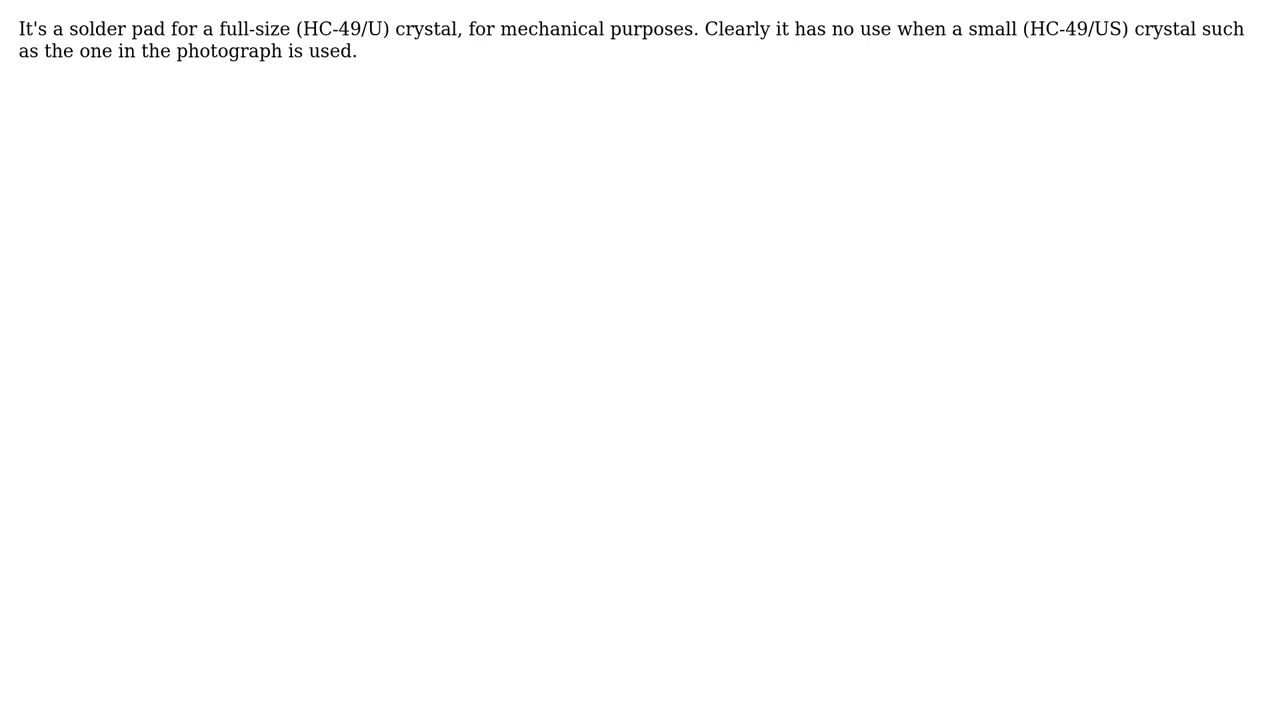 It's a solder pad for a full-size (HC-49/U) crystal, for mechanical purposes. Clearly it has no use when a small (HC-49/US) crystal such
as the one in the photograph is used.